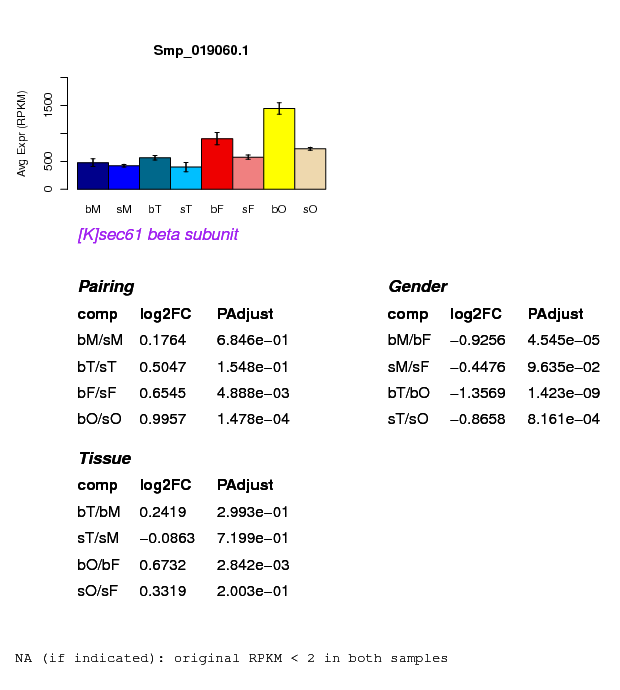 Smp_019060.1
Avg Expr (RPKM)
0 500 1500
bM sM bT sT bF sF bO sO
[K]sec61 beta subunit
Pairing
comp log2FC PAdjust
bM/sM 0.1764 6.846e−01
bT/sT 0.5047 1.548e−01
bF/sF 0.6545 4.888e−03
bO/sO 0.9957 1.478e−04
Gender
comp log2FC PAdjust
bM/bF −0.9256 4.545e−05
sM/sF −0.4476 9.635e−02
bT/bO −1.3569 1.423e−09
sT/sO −0.8658 8.161e−04
Tissue
comp log2FC PAdjust
bT/bM 0.2419 2.993e−01
sT/sM −0.0863 7.199e−01
bO/bF 0.6732 2.842e−03
sO/sF 0.3319 2.003e−01
NA (if indicated): original RPKM < 2 in both samples